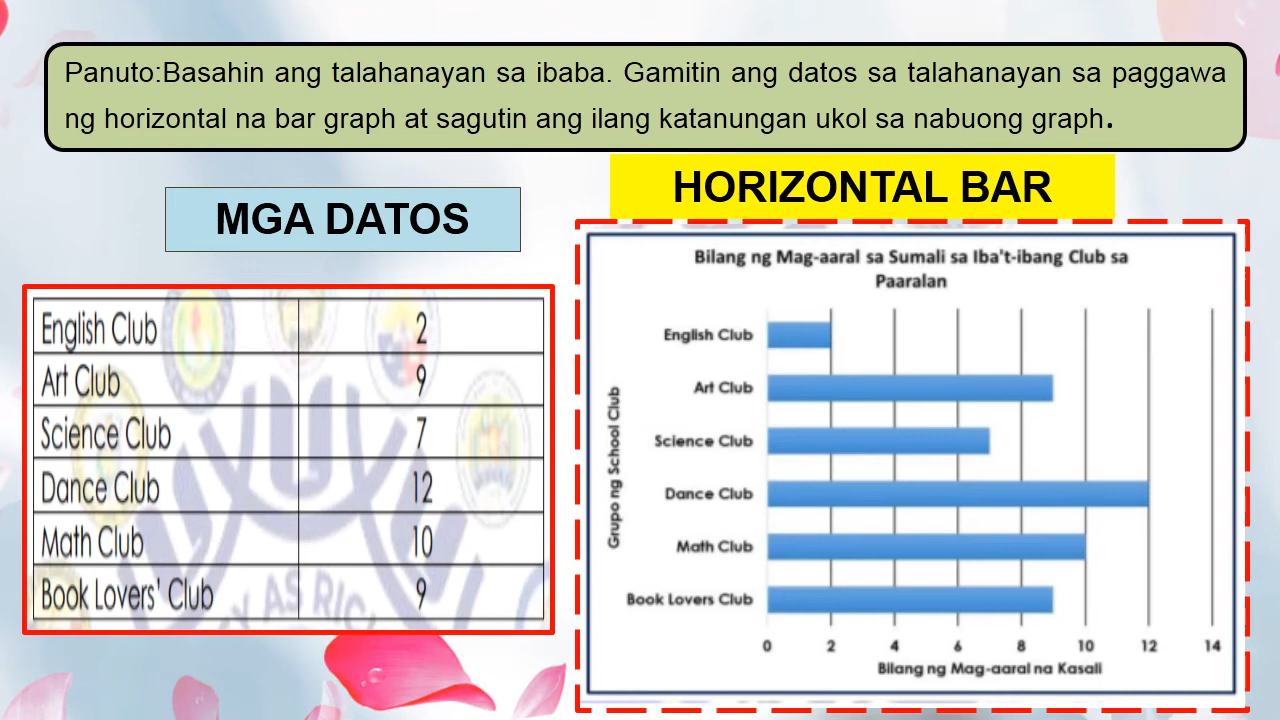 Panuto:Basahin ang talahanayan sa ibaba. Gamitin ang datos sa talahanayan sa paggawa
ng horizontal na bar graph at sagutin ang ilang katanungan ukol sa nabuong graph.
MGA DATOS
English Club 2
Art Club 9
Science Club 7
Dance Club 12
Math Club 10
Book Lovers' Club 9
HORIZONTAL BAR
Bilang ng Mag-aaral sa Sumali sa Iba't-ibang Club sa
Paaralan
Grupo ng School Club
English Club
Art Club
Science Club
Dance Club
Math Club
Book Lovers Club
0 2 4 6 8 10 12 14
Bilang ng Mag-aaral na Kasali